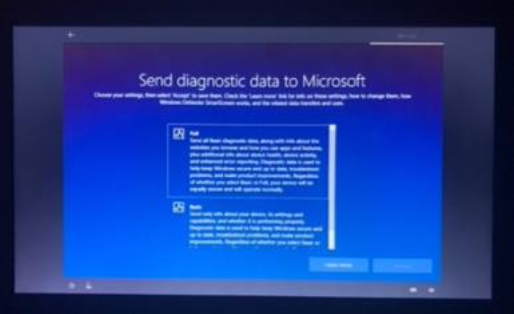 Send diagnostic data to Microsoft
Choose your settings, then select 'Accept' to save them. Check the 'Learn more' link for info on these settings, how to change them, how
Windows Defender SmartScreen works, and the related data transfers and uses.
Full
Send all Basic diagnostic data, along with info about the
websites you browse and how you use apps and features,
plus additional info about device health, device activity,
and enhanced error reporting. Diagnostic data is used to
help keep Windows secure and up to date, troubleshoot
problems, and make product improvements. Regardless
of whether you select Basic or Full, your device will be
equally secure and will operate normally.
Basic
Send only info about your device, its settings and
capabilities, and whether it is performing properly.
Diagnostic data is used to help keep Windows secure and
up to date, troubleshoot problems, and make product
improvements. Regardless of whether you select Basic or
Learn more